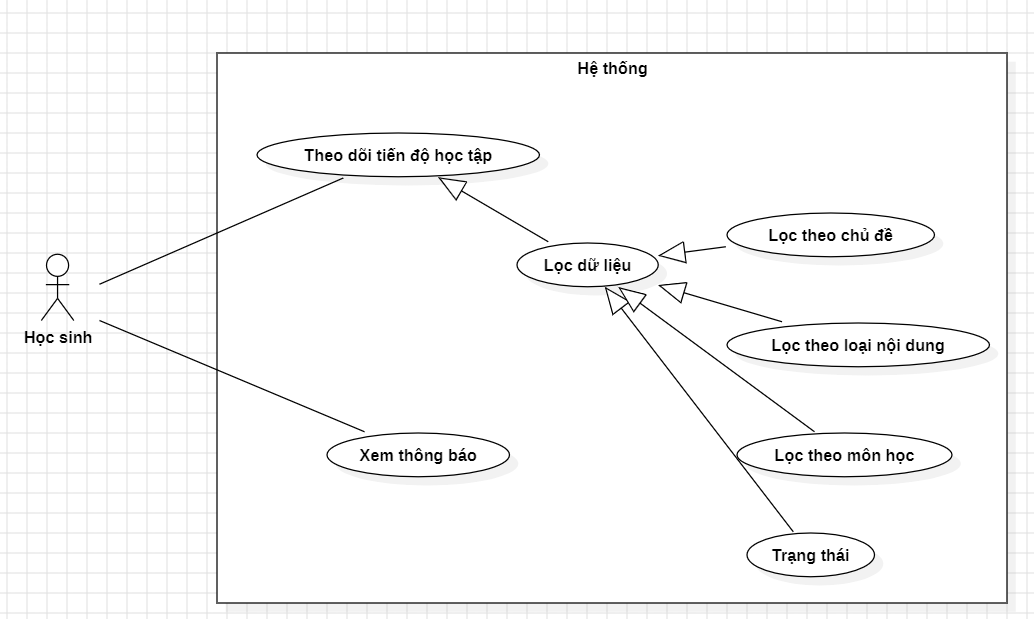 Hệ thống
Theo dõi tiến độ học tập
Lọc theo chủ đề
Lọc dữ liệu
Học sinh
Lọc theo loại nội dung
Xem thông báo
Lọc theo môn học
Trạng thái